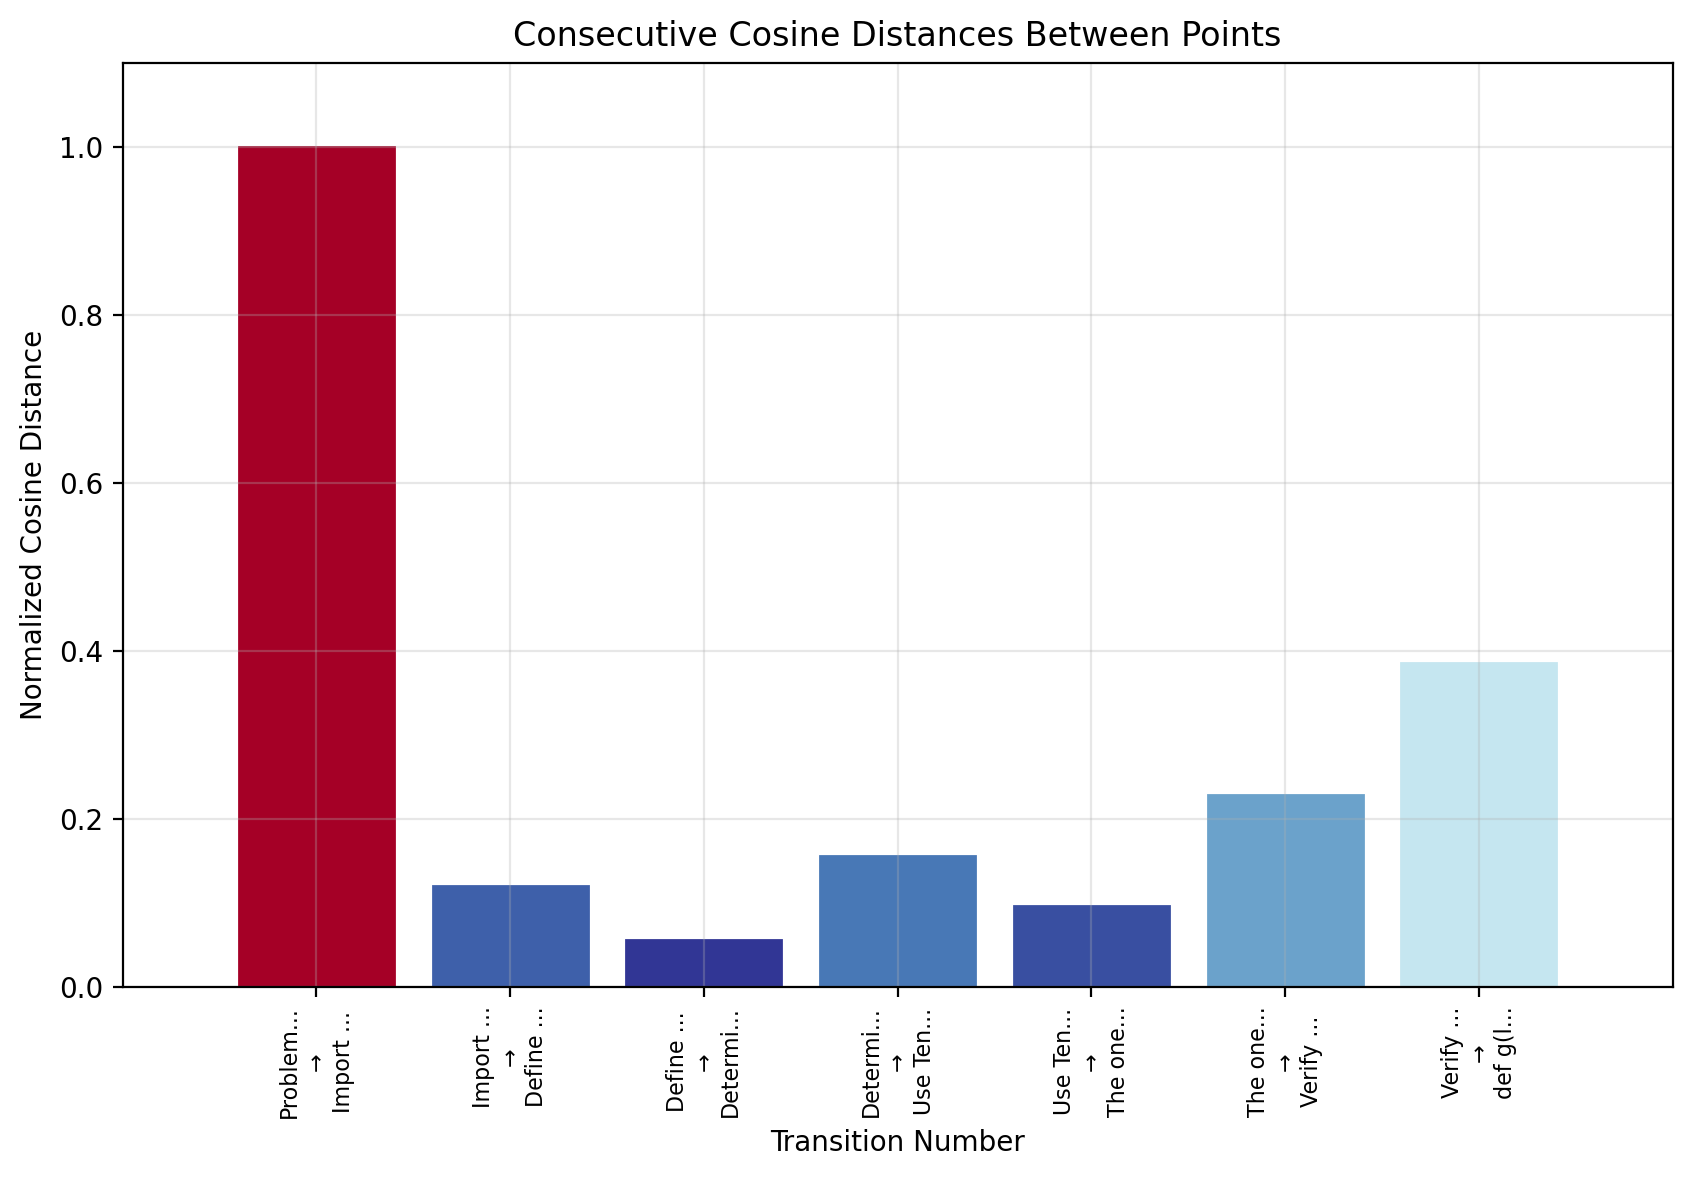 Consecutive Cosine Distances Between Points
Normalized Cosine Distance
1.0
0.8
0.6
0.4
0.2
0.0
Problem...
→
Import ...
Import ...
→
Define ...
Define ...
→
Determi...
Determi...
→
Use Ten...
Use Ten...
→
The one...
The one...
→
Verify ...
Verify ...
→
def g(l...
Transition Number